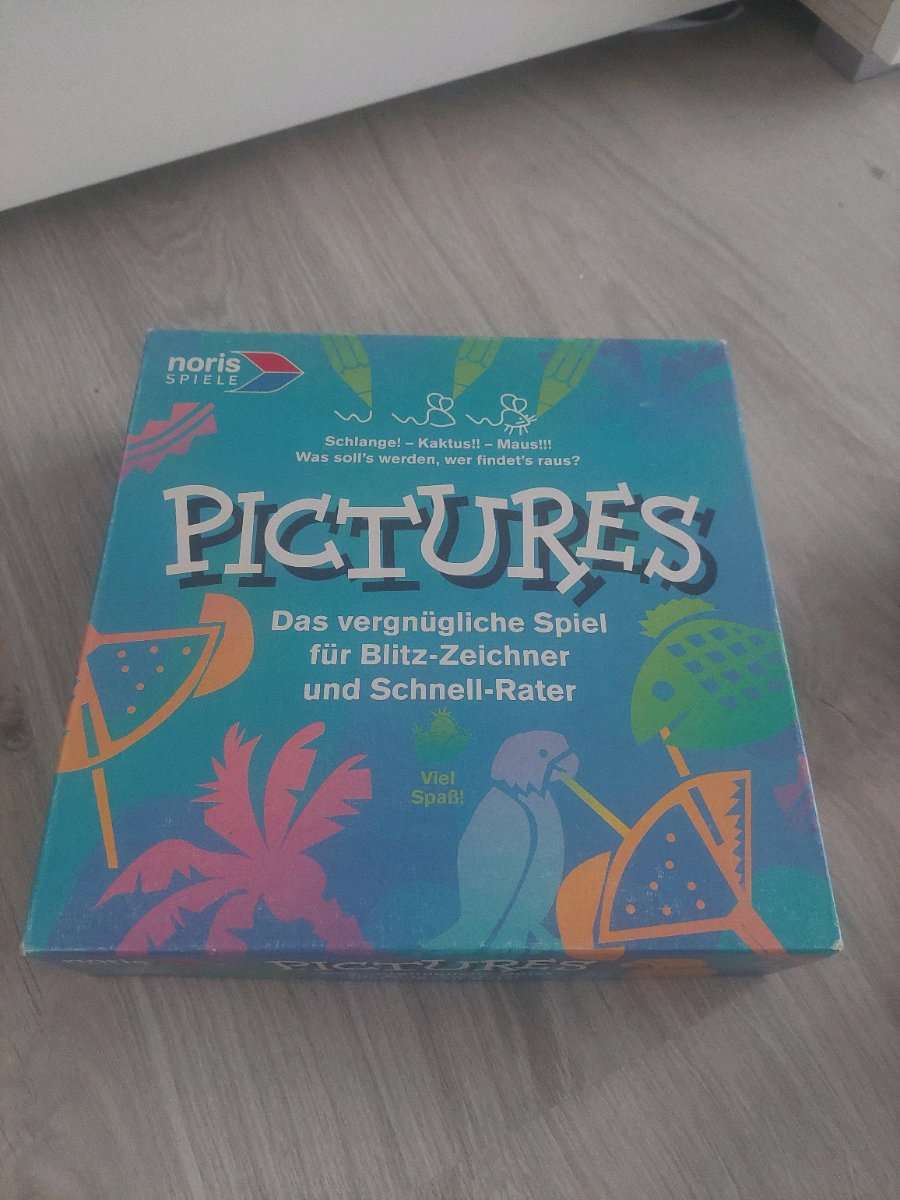 noris
SPIELE
Schlange! – Kaktus!! – Maus!!!
Was soll's werden, wer findet's raus?
PICTURES
Das vergnügliche Spiel
für Blitz-Zeichner
und Schnell-Rater
Viel
Spaß!
PICTURES